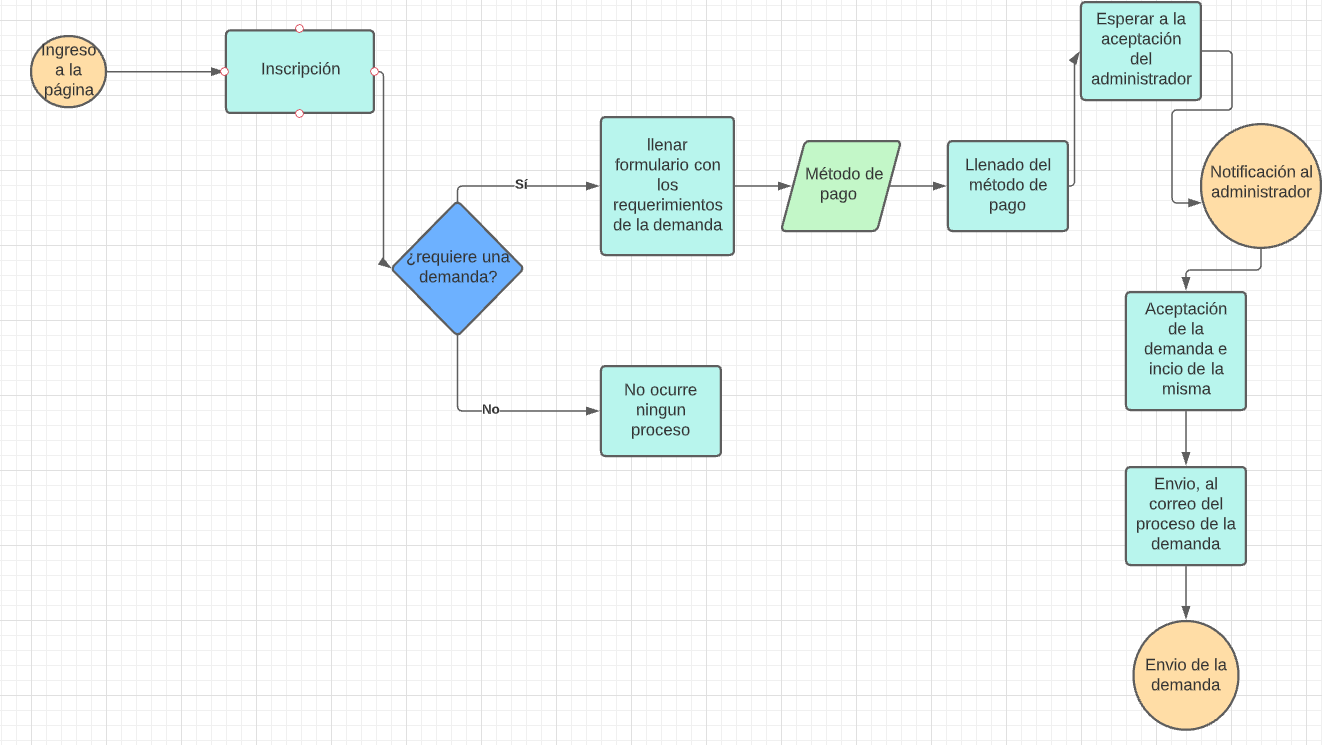 Ingreso
a la
página
Inscripción
¿requiere una
demanda?
Sí
llenar
formulario con
los
requerimientos
de la demanda
Método de
pago
Llenado del
método de
pago
Esperar a la
aceptación
del
administrador
Notificación al
administrador
Aceptación
de la
demanda e
incio de la
misma
Envio, al
correo del
proceso de la
demanda
Envio de la
demanda
No
No ocurre
ningun
proceso